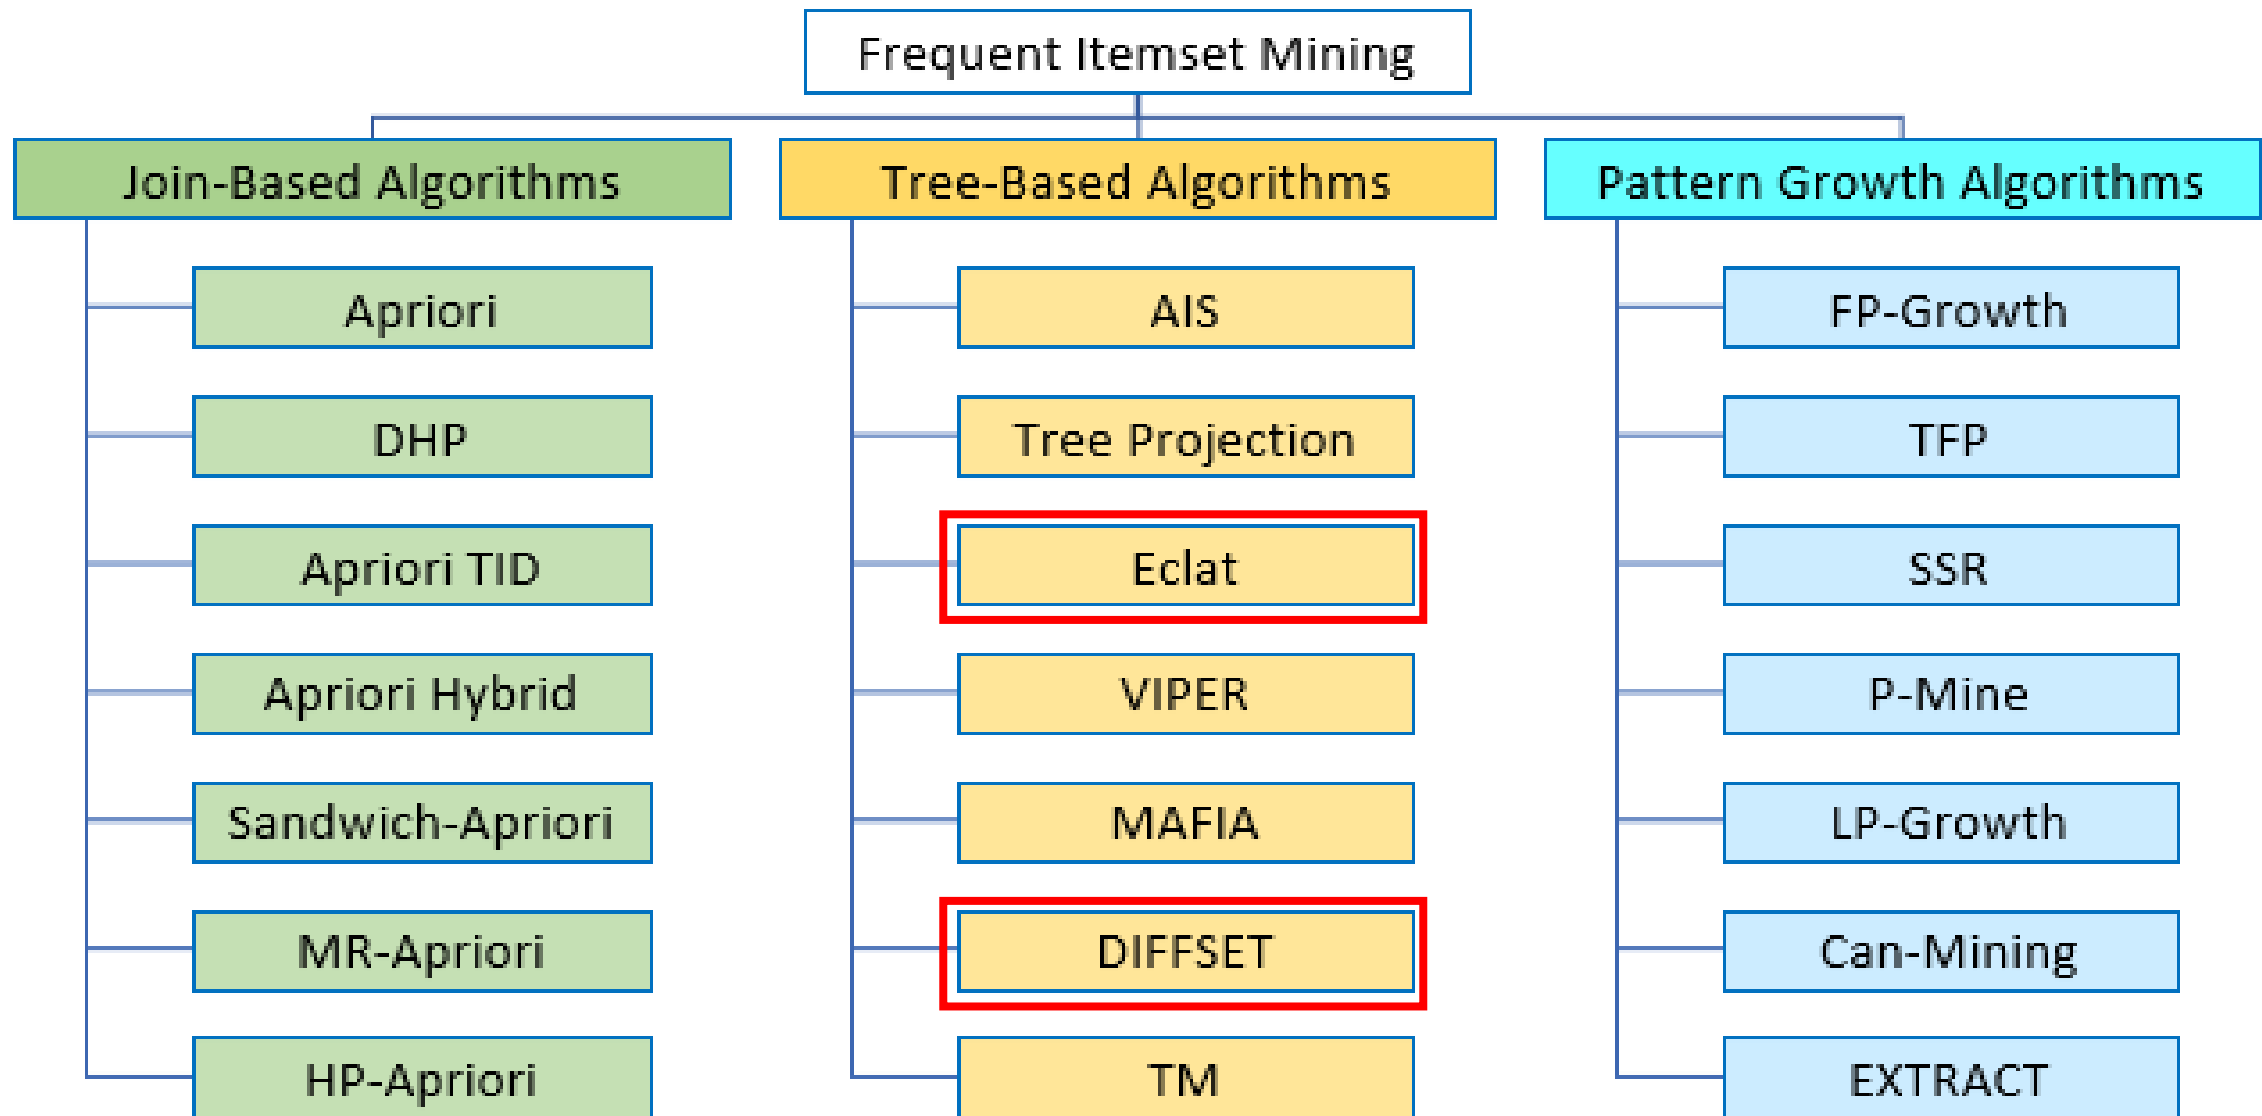 Frequent Itemset Mining
Join-Based Algorithms
Apriori
DHP
Apriori TID
Apriori Hybrid
Sandwich-Apriori
MR-Apriori
HP-Apriori
Tree-Based Algorithms
AIS
Tree Projection
Eclat
VIPER
MAFIA
DIFFSET
TM
Pattern Growth Algorithms
FP-Growth
TFP
SSR
P-Mine
LP-Growth
Can-Mining
EXTRACT